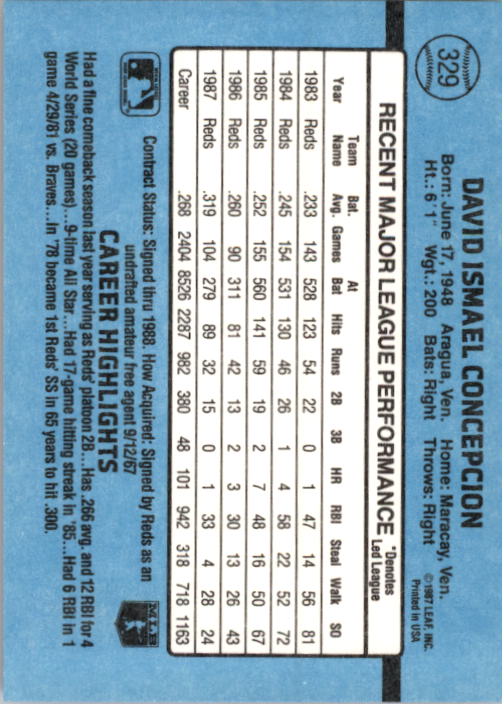 329
DAVID ISMAEL CONCEPCION
Born: June 17, 1948 Aragua, Ven. Home: Maracay, Ven.
Ht.: 6' 1" Wgt.: 200 Bats: Right Throws: Right
©1987 LEAF, INC.
Printed in USA
RECENT MAJOR LEAGUE PERFORMANCE
*Denotes
Led League
Year Team Name Bat. Avg. Games At Bat Hits Runs 2B 3B HR RBI Steal Walk SO
1983 Reds .233 143 528 123 54 22 0 1 47 14 56 81
1984 Reds .245 154 531 130 46 26 1 4 58 22 52 72
1985 Reds .252 155 560 141 59 19 2 7 48 16 50 67
1986 Reds .260 90 311 81 42 13 2 3 30 13 26 43
1987 Reds .319 104 279 89 32 15 0 1 33 4 28 24
Career .268 2404 8526 2287 982 380 48 101 942 318 718 1163
Contract Status: Signed thru 1988. How Acquired: Signed by Reds as an
undrafted amateur free agent 9/12/67
MLB
CAREER HIGHLIGHTS
Had a fine comeback season last year serving as Reds' platoon 2B...Has .266 avg. and 12 RBI for 4
World Series (20 games)....9-time All Star...Had 17-game hitting streak in '85...Had 6 RBI in 1
game 4/29/81 vs. Braves...In '78 became 1st Reds' SS in 65 years to hit .300.